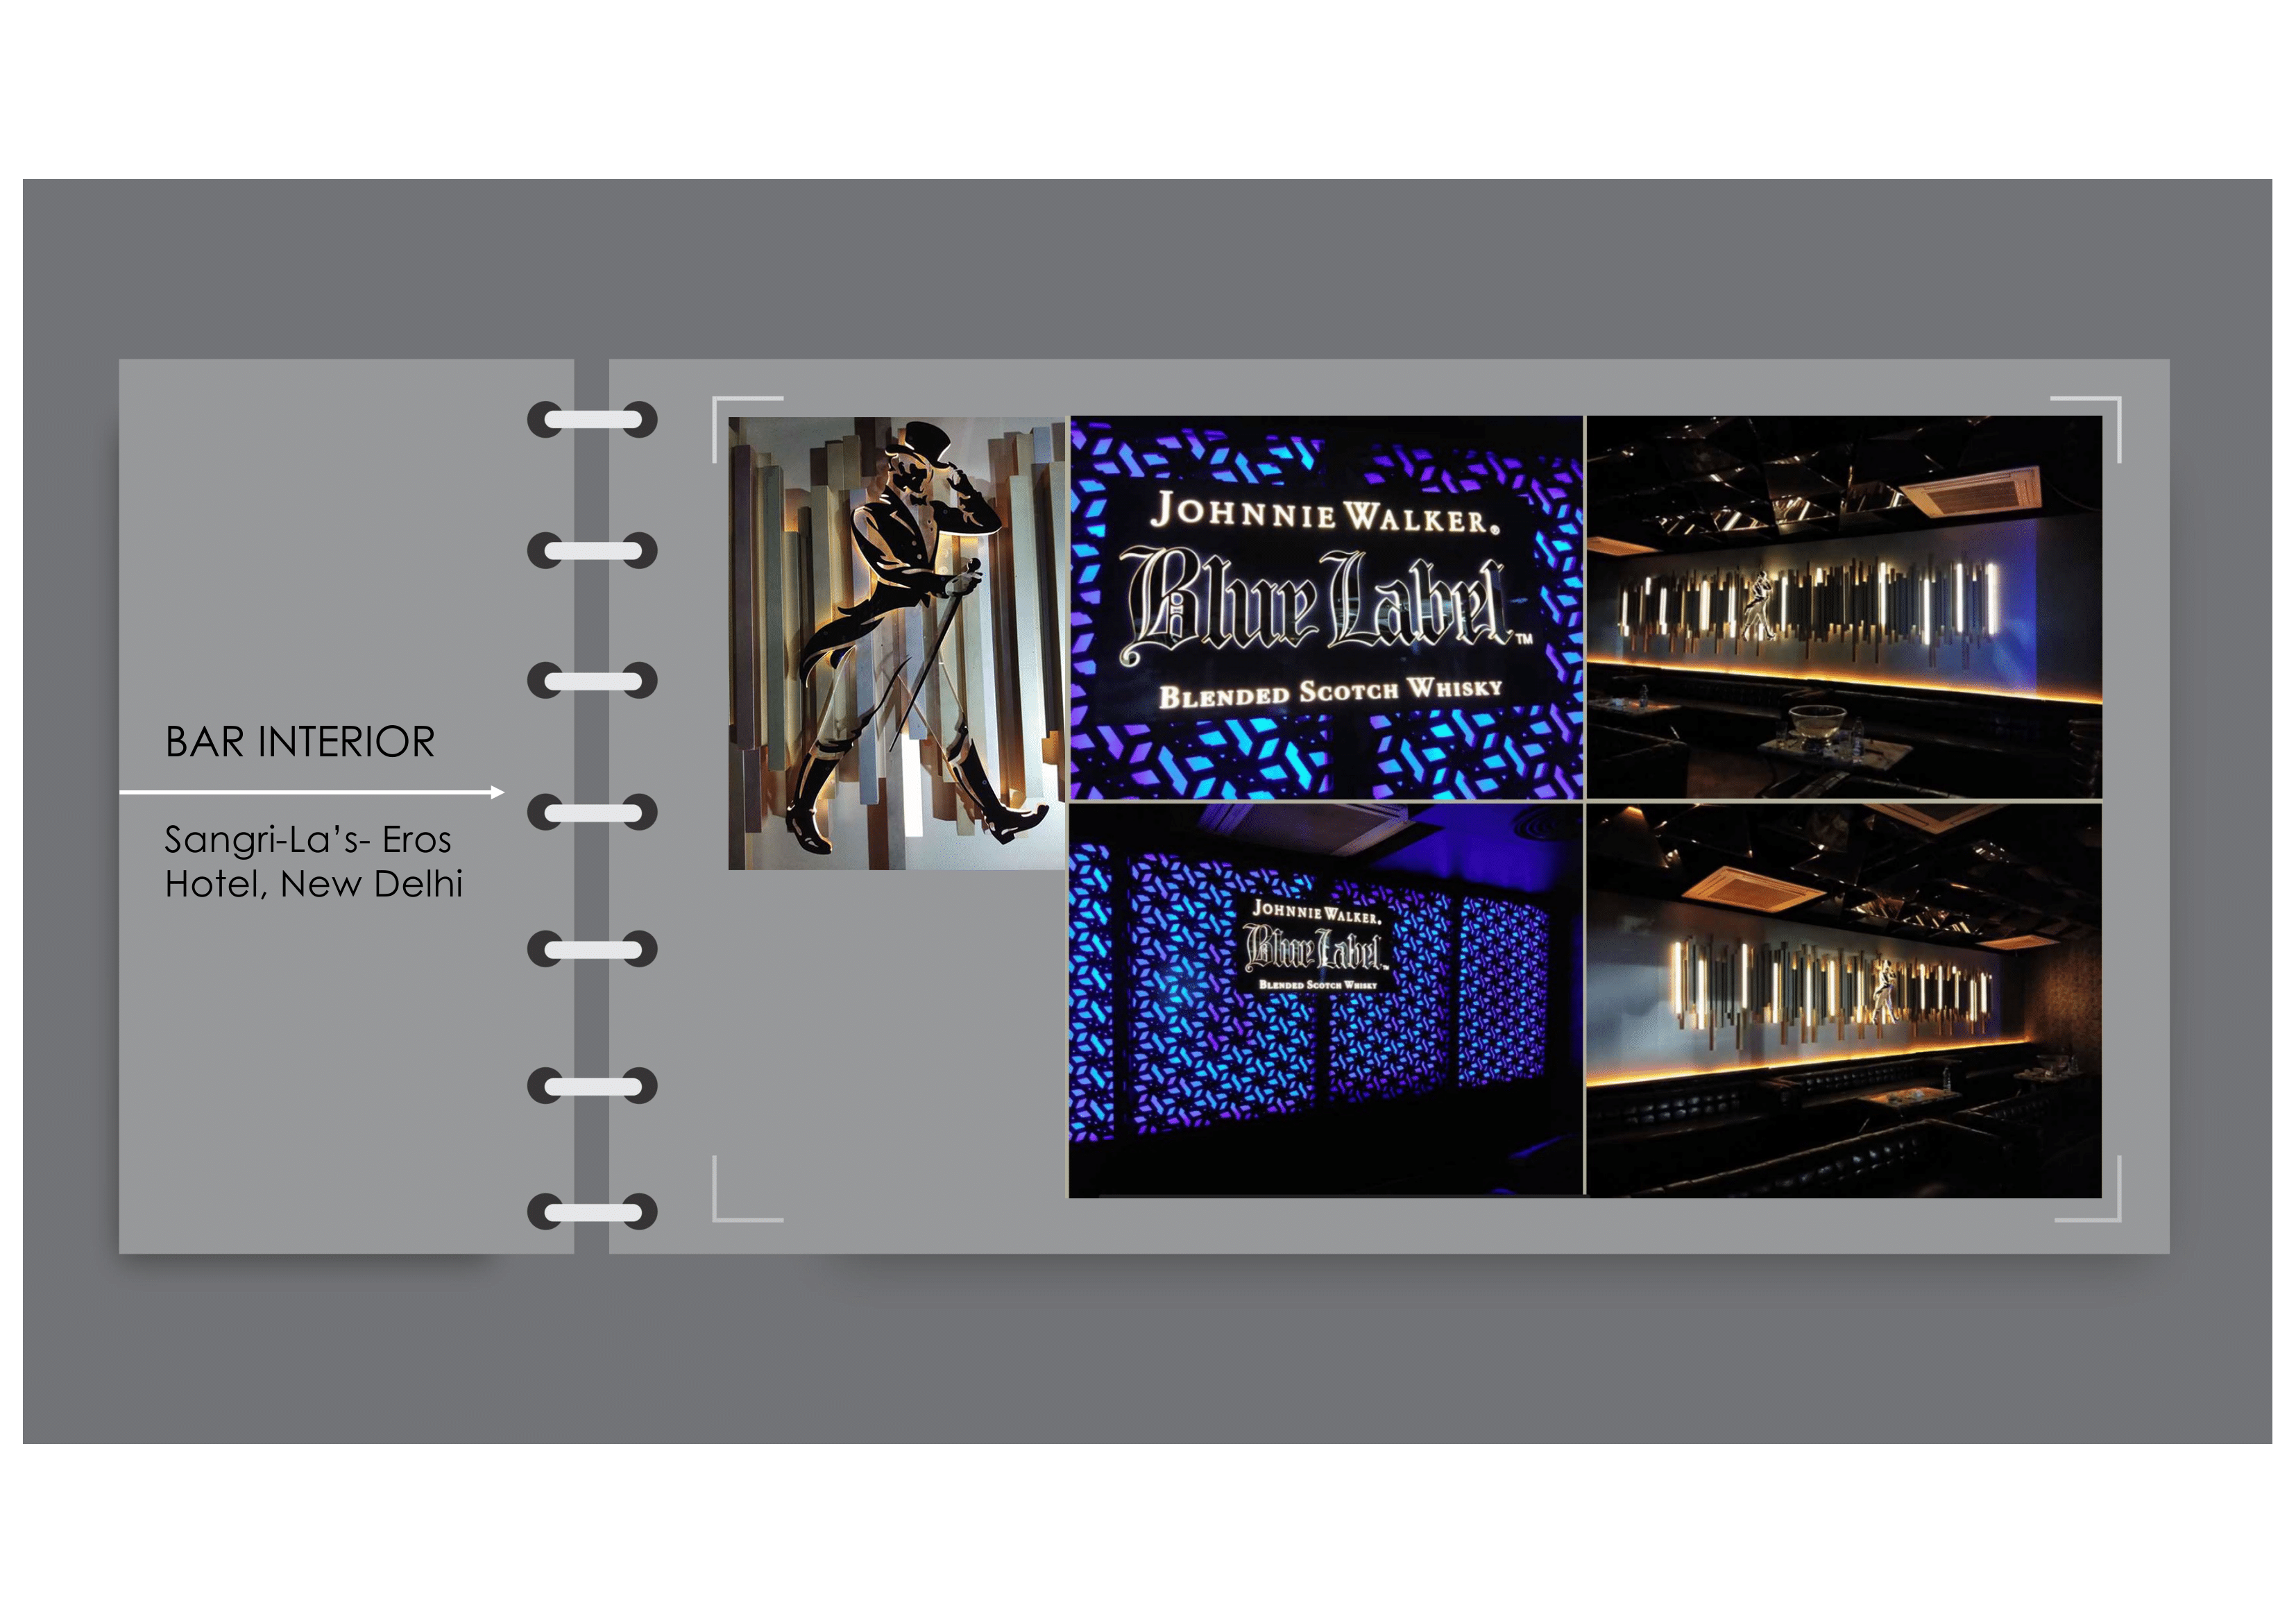 BAR INTERIOR
Sangri-La’s- Eros
Hotel, New Delhi
JOHNNIE WALKER.
Blue Label™
BLENDED SCOTCH WHISKY
JOHNNIE WALKER.
Blue Label™
BLENDED SCOTCH WHISKY